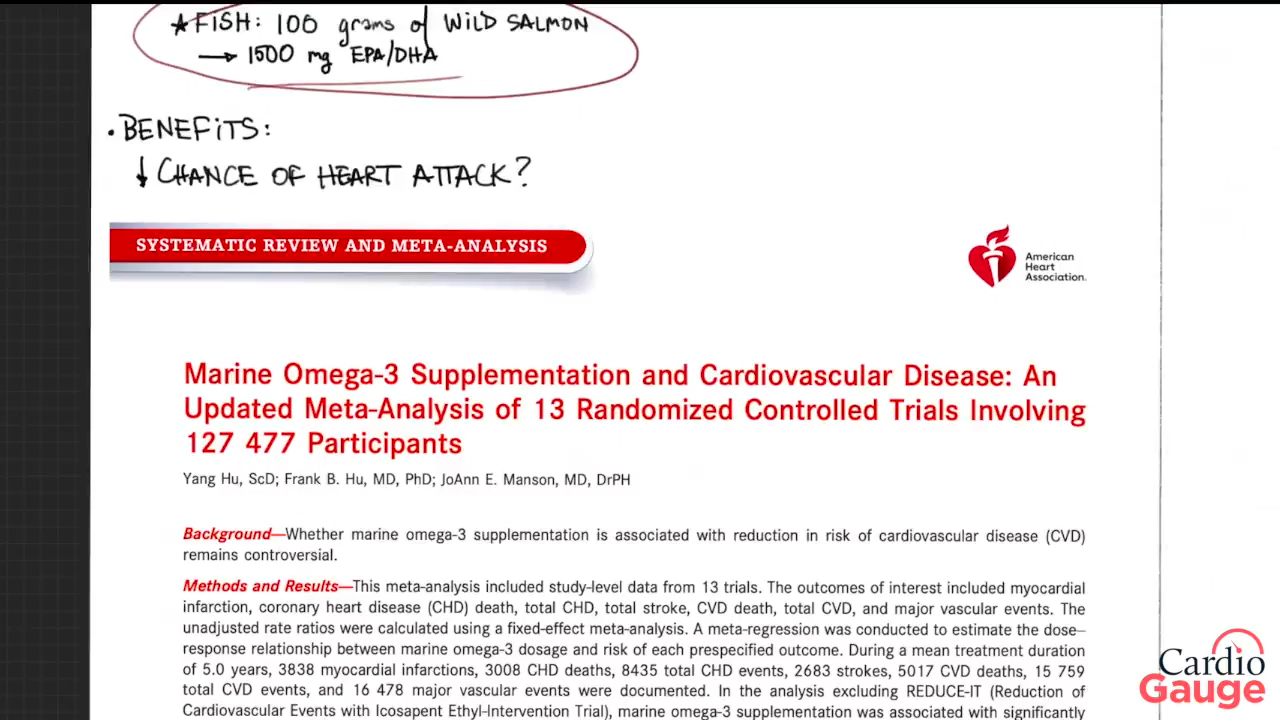 ★FISH: 100 grams of WILD SALMON
→ 1500 mg EPA/DHA
• BENEFITS:
↓ CHANCE OF HEART ATTACK?
SYSTEMATIC REVIEW AND META-ANALYSIS
American
Heart
Association.
Marine Omega-3 Supplementation and Cardiovascular Disease: An
Updated Meta-Analysis of 13 Randomized Controlled Trials Involving
127 477 Participants
Yang Hu, ScD; Frank B. Hu, MD, PhD; JoAnn E. Manson, MD, DrPH
Background—Whether marine omega-3 supplementation is associated with reduction in risk of cardiovascular disease (CVD)
remains controversial.
Methods and Results—This meta-analysis included study-level data from 13 trials. The outcomes of interest included myocardial
infarction, coronary heart disease (CHD) death, total CHD, total stroke, CVD death, total CVD, and major vascular events. The
unadjusted rate ratios were calculated using a fixed-effect meta-analysis. A meta-regression was conducted to estimate the dose–
response relationship between marine omega-3 dosage and risk of each prespecified outcome. During a mean treatment duration
of 5.0 years, 3838 myocardial infarctions, 3008 CHD deaths, 8435 total CHD events, 2683 strokes, 5017 CVD deaths, 15 759
total CVD events, and 16 478 major vascular events were documented. In the analysis excluding REDUCE-IT (Reduction of
Cardiovascular Events with Icosapent Ethyl-Intervention Trial), marine omega-3 supplementation was associated with significantly
Cardio
Gauge